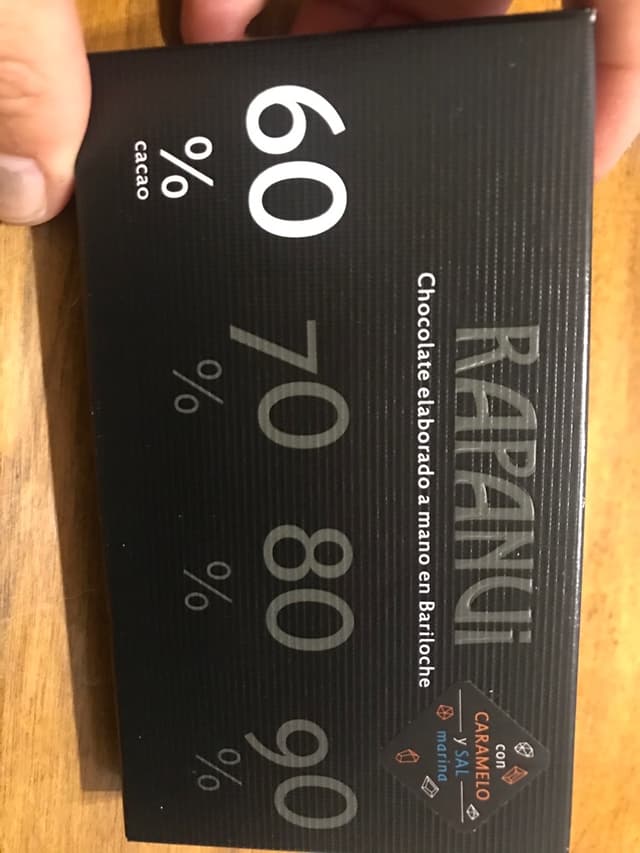 RAPANUi
Chocolate elaborado a mano en Bariloche
con
CARAMELO
y SAL
marina
60 70 80 90
% % % %
cacao